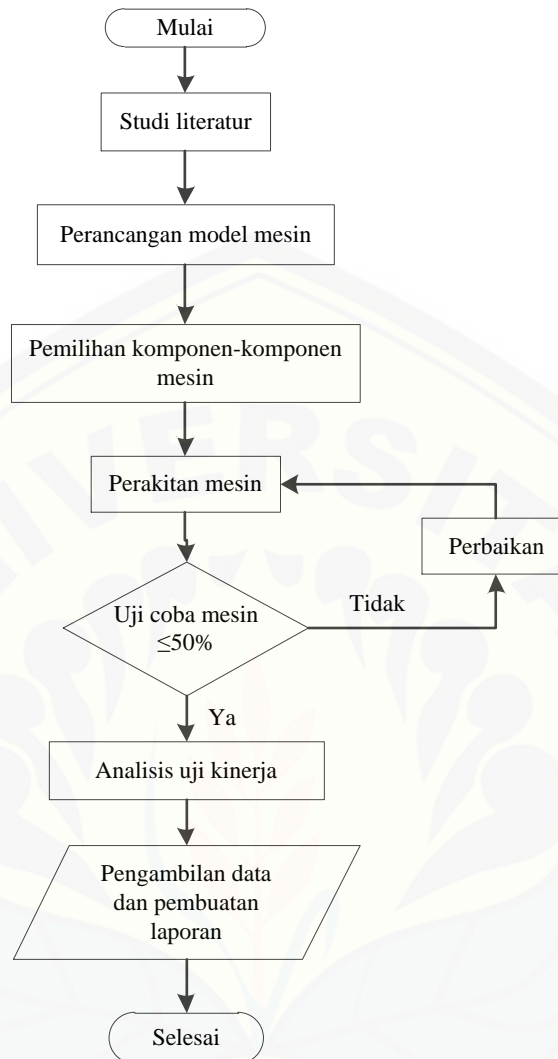 Mulai
Studi literatur
Perancangan model mesin
Pemilihan komponen-komponen
mesin
Perakitan mesin
Perbaikan
Uji coba mesin
≤50%
Tidak
Ya
Analisis uji kinerja
Pengambilan data
dan pembuatan
laporan
Selesai